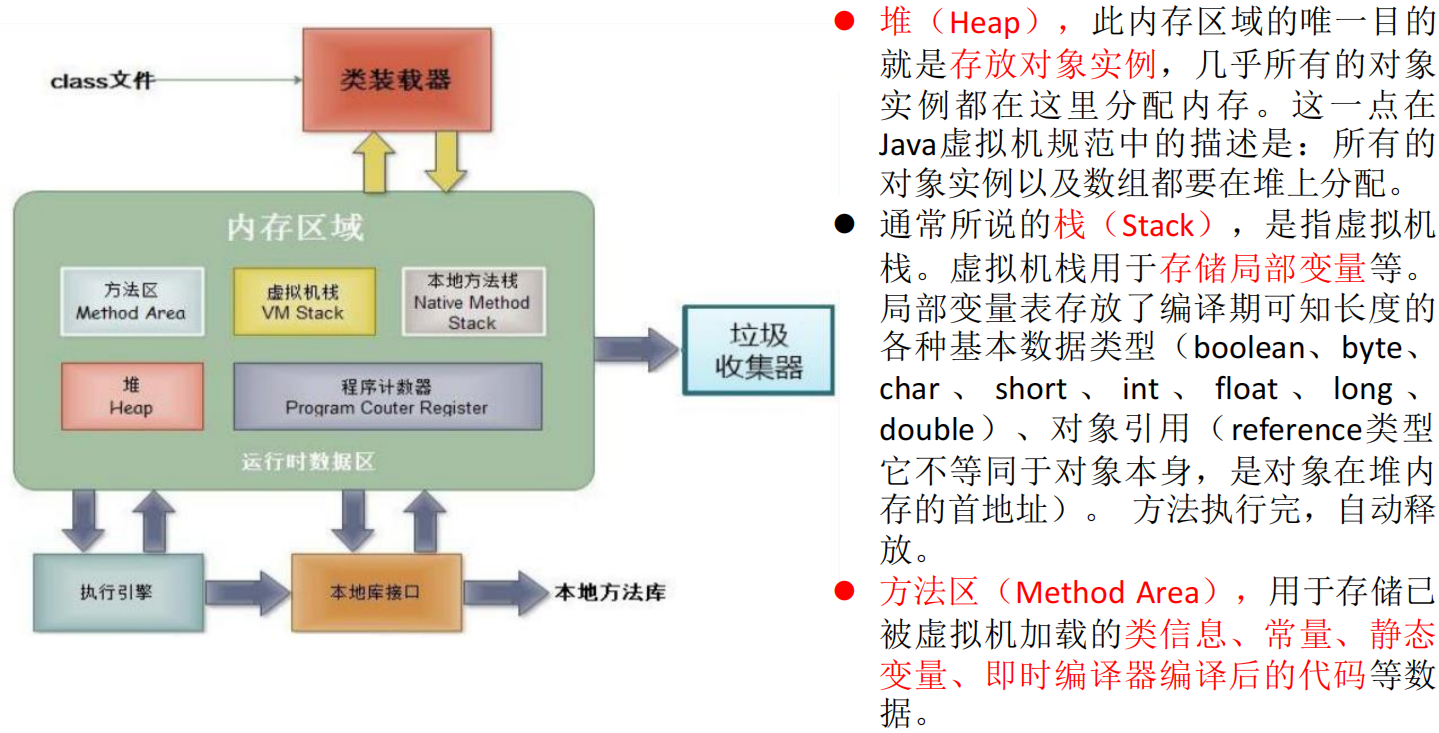 class文件
类装载器
内存区域
方法区
Method Area
虚拟机栈
VM Stack
本地方法栈
Native Method
Stack
堆
Heap
程序计数器
Program Couter Register
运行时数据区
垃圾
收集器
执行引擎
本地库接口
本地方法库
堆（Heap），此内存区域的唯一目的
就是存放对象实例，几乎所有的对象
实例都在这里分配内存。这一点在
Java虚拟机规范中的描述是：所有的
对象实例以及数组都要在堆上分配。
通常所说的栈（Stack），是指虚拟机
栈。虚拟机栈用于存储局部变量等。
局部变量表存放了编译期可知长度的
各种基本数据类型（boolean、byte、
char 、 short 、 int 、 float 、 long 、
double）、对象引用（reference类型
它不等同于对象本身，是对象在堆内
存的首地址）。 方法执行完，自动释
放。
方法区（Method Area），用于存储已
被虚拟机加载的类信息、常量、静态
变量、即时编译器编译后的代码等数
据。